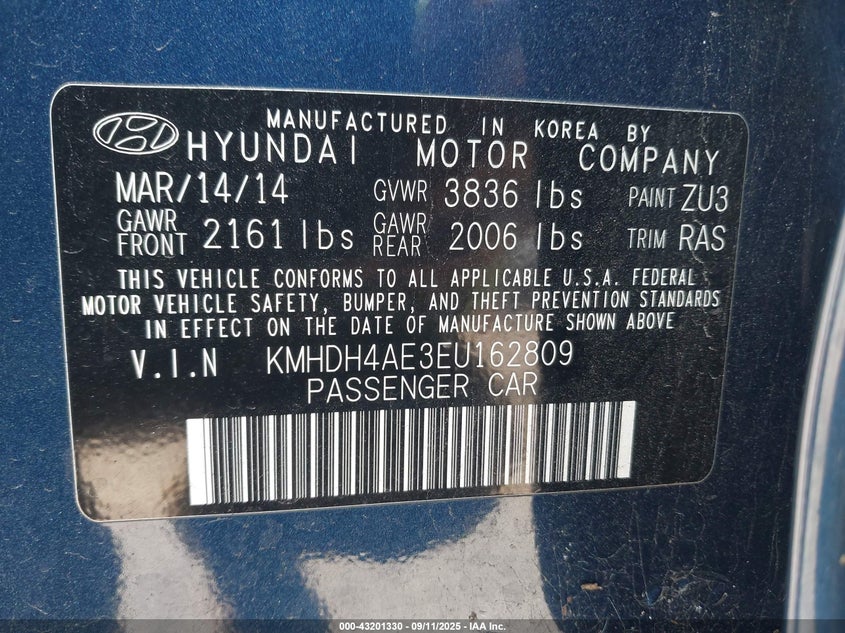 MANUFACTURED IN KOREA BY
HYUNDAI MOTOR COMPANY
MAR/14/14 GVWR 3836 lbs PAINT ZU3
GAWR FRONT 2161 lbs GAWR REAR 2006 lbs TRIM RAS
THIS VEHICLE CONFORMS TO ALL APPLICABLE U.S.A. FEDERAL
MOTOR VEHICLE SAFETY, BUMPER, AND THEFT PREVENTION STANDARDS
IN EFFECT ON THE DATE OF MANUFACTURE SHOWN ABOVE
V.I.N KMHDH4AE3EU162809
PASSENGER CAR
000-43201330 - 09/11/2025 - IAA Inc.